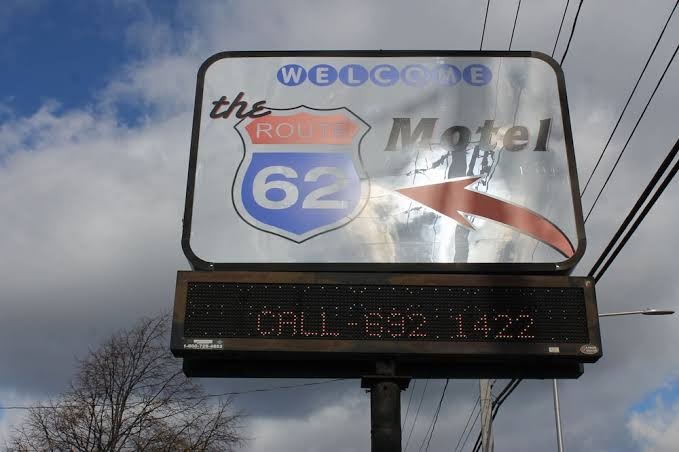 WELCOME
the
ROUTE
62
Motel
CALL-692 1422